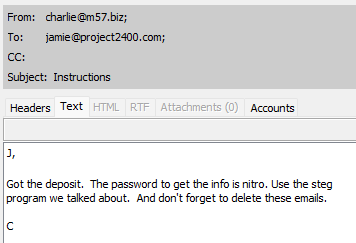 From: charlie@m57.biz;
To: jamie@project2400.com;
CC:
Subject: Instructions
Headers Text HTML RTF Attachments (0) Accounts
J,
Got the deposit. The password to get the info is nitro. Use the steg
program we talked about. And don't forget to delete these emails.
C